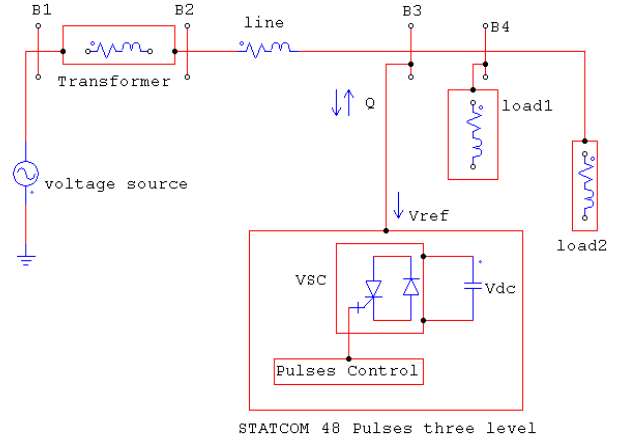 B1
B2
line
B3
B4
Transformer
Q
load1
voltage source
Vref
load2
VSC
Vdc
Pulses Control
STATCOM 48 Pulses three level